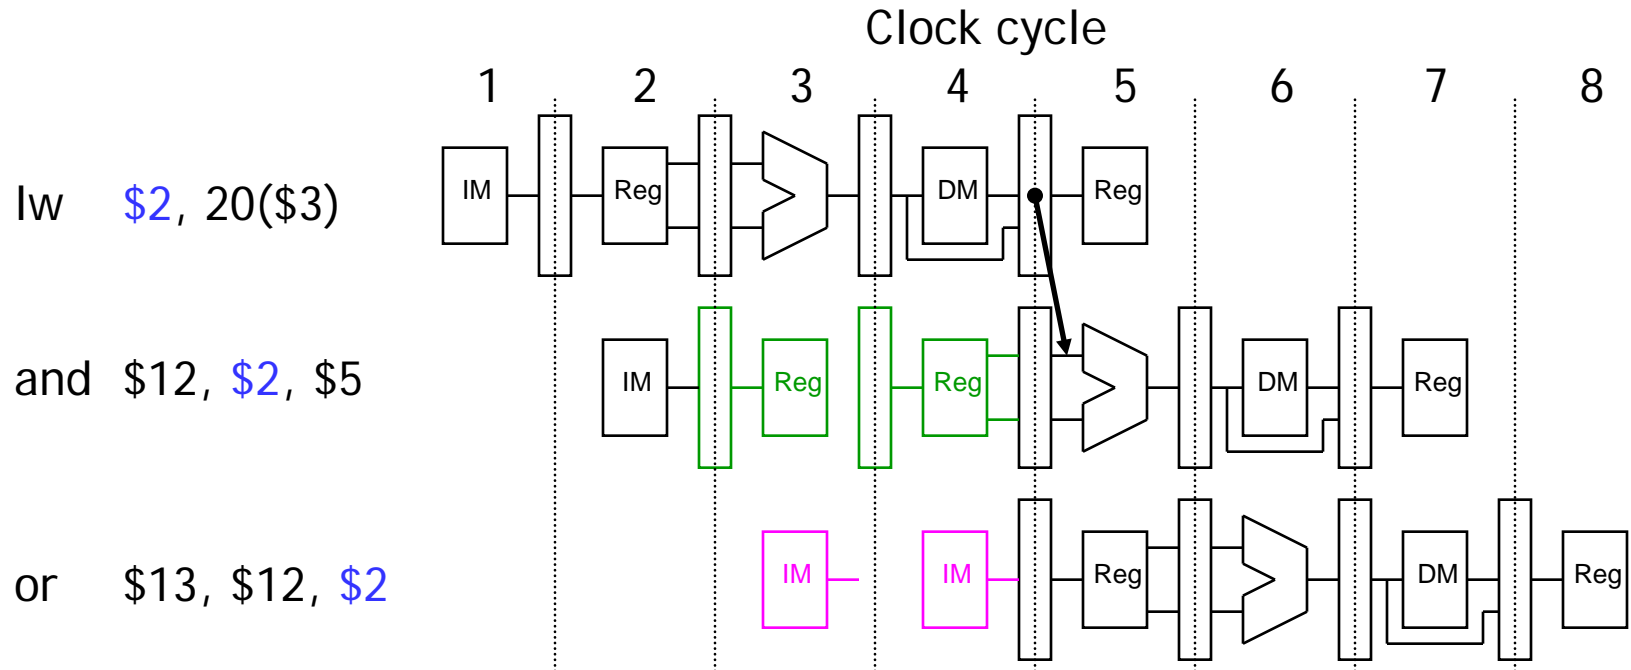 Clock cycle
1 2 3 4 5 6 7 8
lw $2, 20($3)
IM Reg DM Reg
and $12, $2, $5
IM Reg Reg DM Reg
or $13, $12, $2
IM IM Reg DM Reg